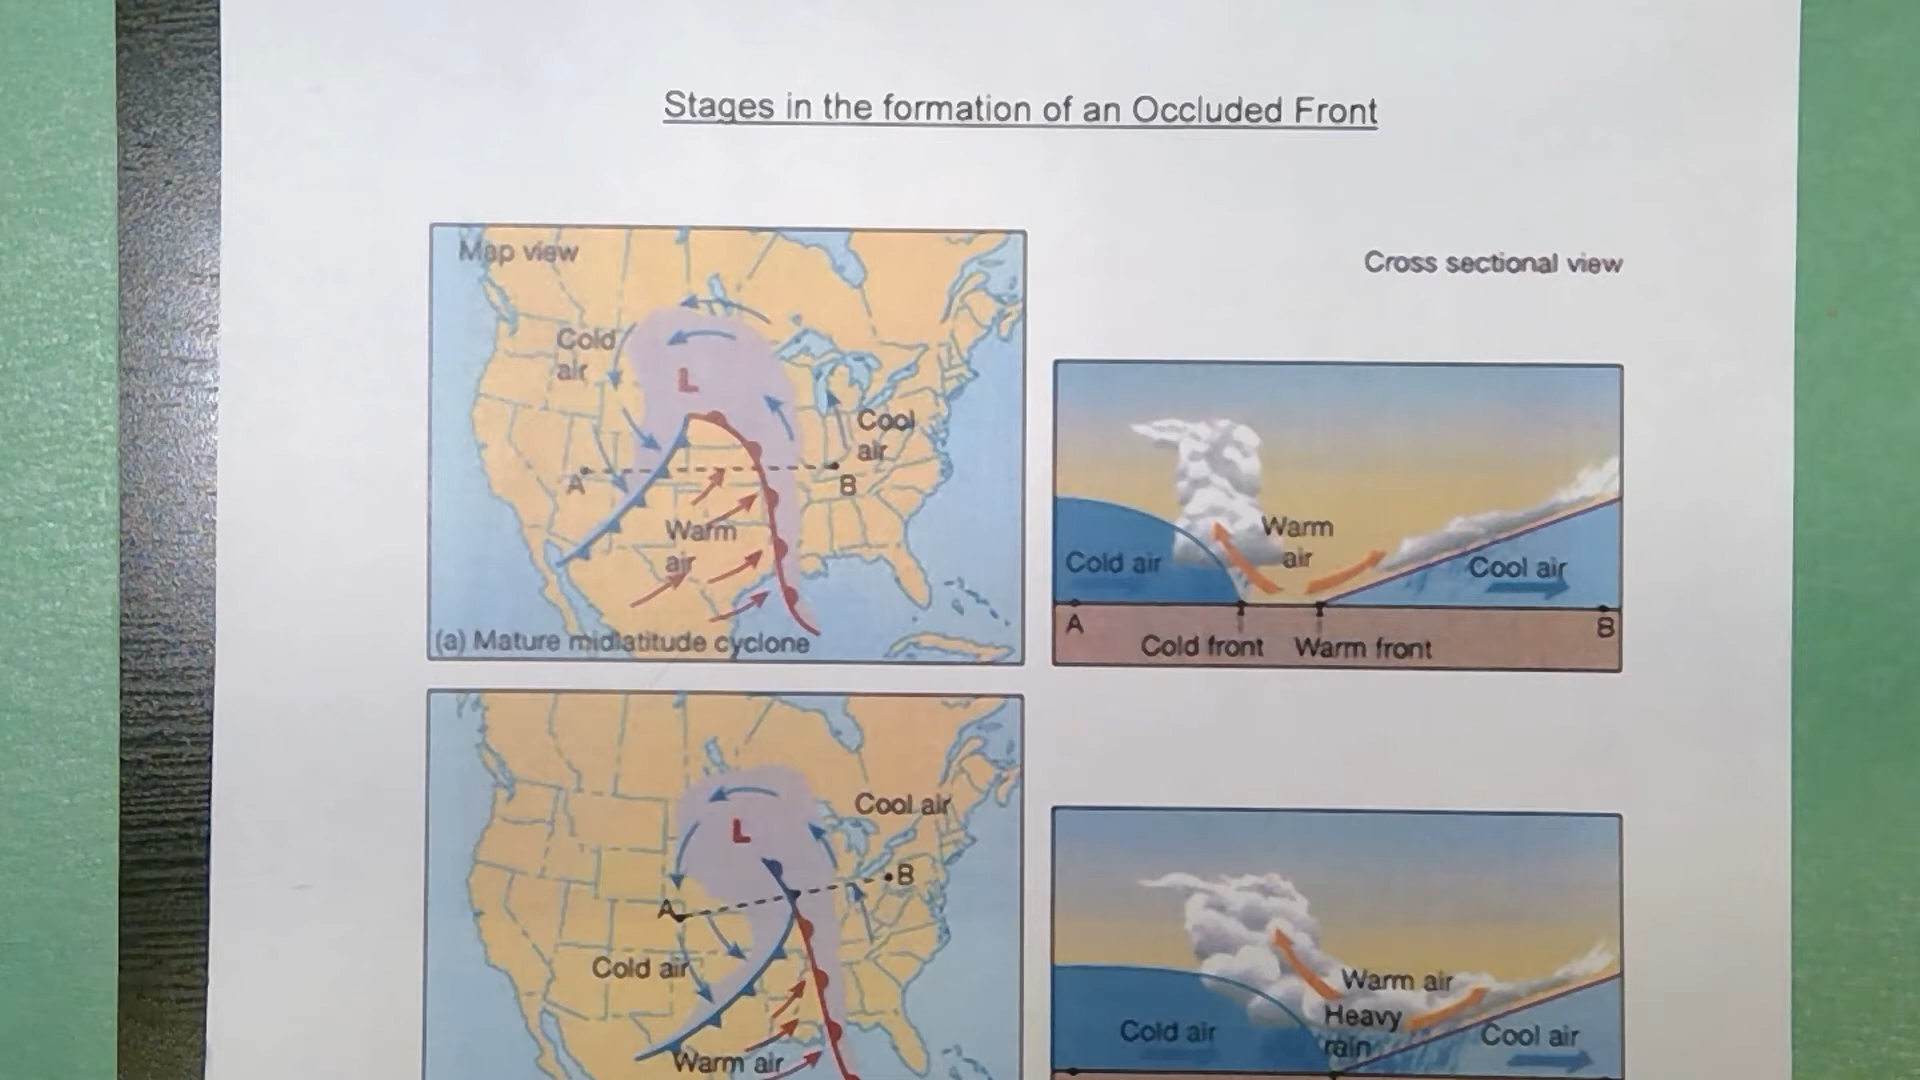 Stages in the formation of an Occluded Front
Map view
Cross sectional view
Cold
air
L
Cool
air
A
B
Warm
air
(a) Mature midlatitude cyclone
Warm
air
Cold air
Cool air
A
B
Cold front Warm front
Cool air
L
B
A
Cold air
Warm air
Warm air
Heavy
rain
Cold air
Cool air